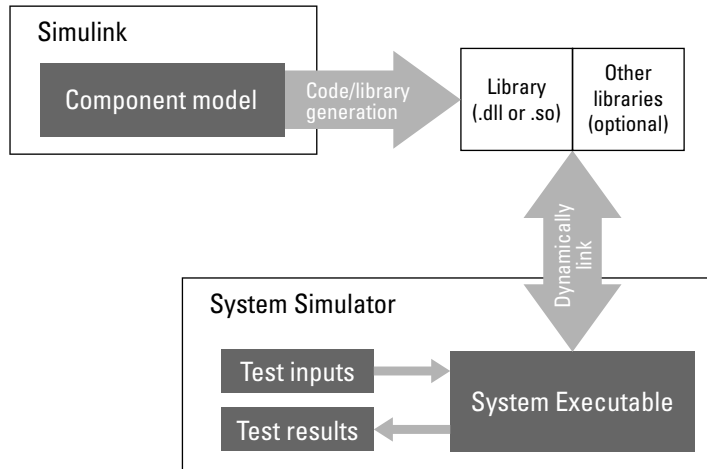 Simulink
Component model
Code/library
generation
Library
(.dll or .so)
Other
libraries
(optional)
Dynamically
link
System Simulator
Test inputs
Test results
System Executable